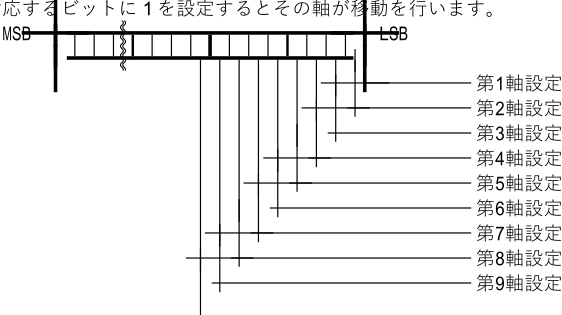 対応するビットに 1 を設定するとその軸が移動を行います。
MSB LSB
第1軸設定
第2軸設定
第3軸設定
第4軸設定
第5軸設定
第6軸設定
第7軸設定
第8軸設定
第9軸設定